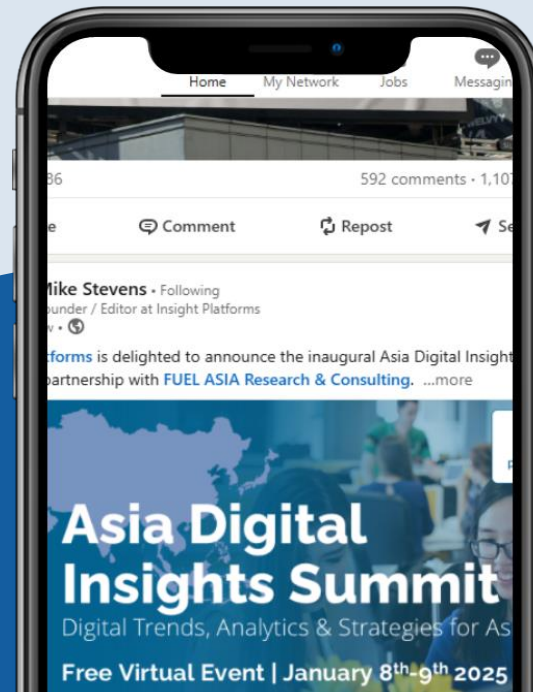 Home My Network Jobs Messagin
36 592 comments • 1,107
e Comment Repost Se
Mike Stevens • Following
ounder / Editor at Insight Platforms
w •
tforms is delighted to announce the inaugural Asia Digital Insight
partnership with FUEL ASIA Research & Consulting. ...more
Asia Digital
Insights Summit
Digital Trends, Analytics & Strategies for As
Free Virtual Event | January 8th-9th 2025